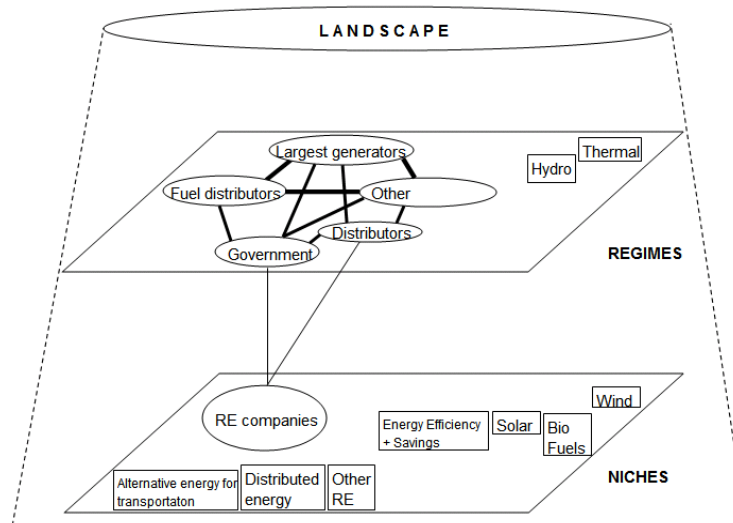 LANDSCAPE
Largest generators
Thermal
Hydro
Fuel distributors
Other
Distributors
Government
REGIMES
RE companies
Wind
Energy Efficiency
+ Savings
Solar
Bio
Fuels
Alternative energy for
transportaton
Distributed
energy
Other
RE
NICHES